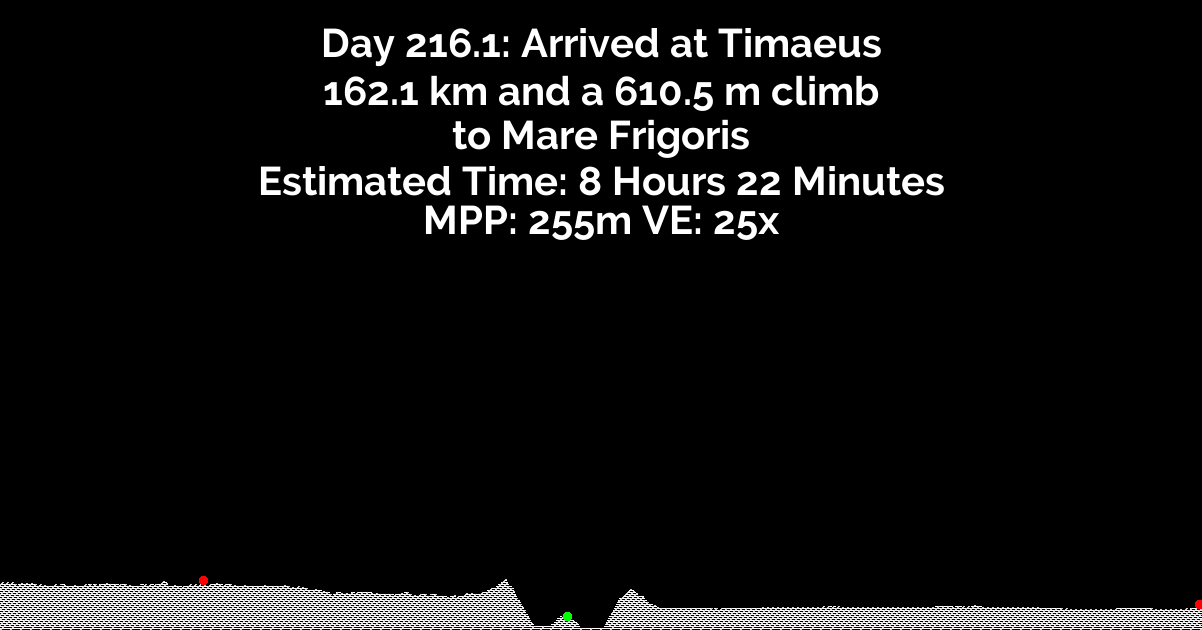 Day 216.1: Arrived at Timaeus
162.1 km and a 610.5 m climb
to Mare Frigoris
Estimated Time: 8 Hours 22 Minutes
MPP: 255m VE: 25x